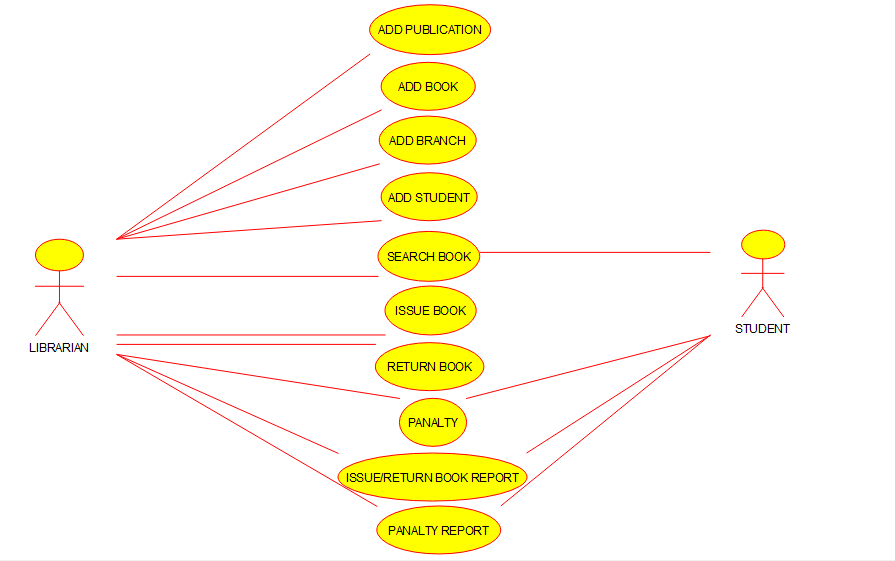 ADD PUBLICATION
ADD BOOK
ADD BRANCH
ADD STUDENT
SEARCH BOOK
ISSUE BOOK
STUDENT
LIBRARIAN
RETURN BOOK
PANALTY
ISSUE/RETURN BOOK REPORT
PANALTY REPORT